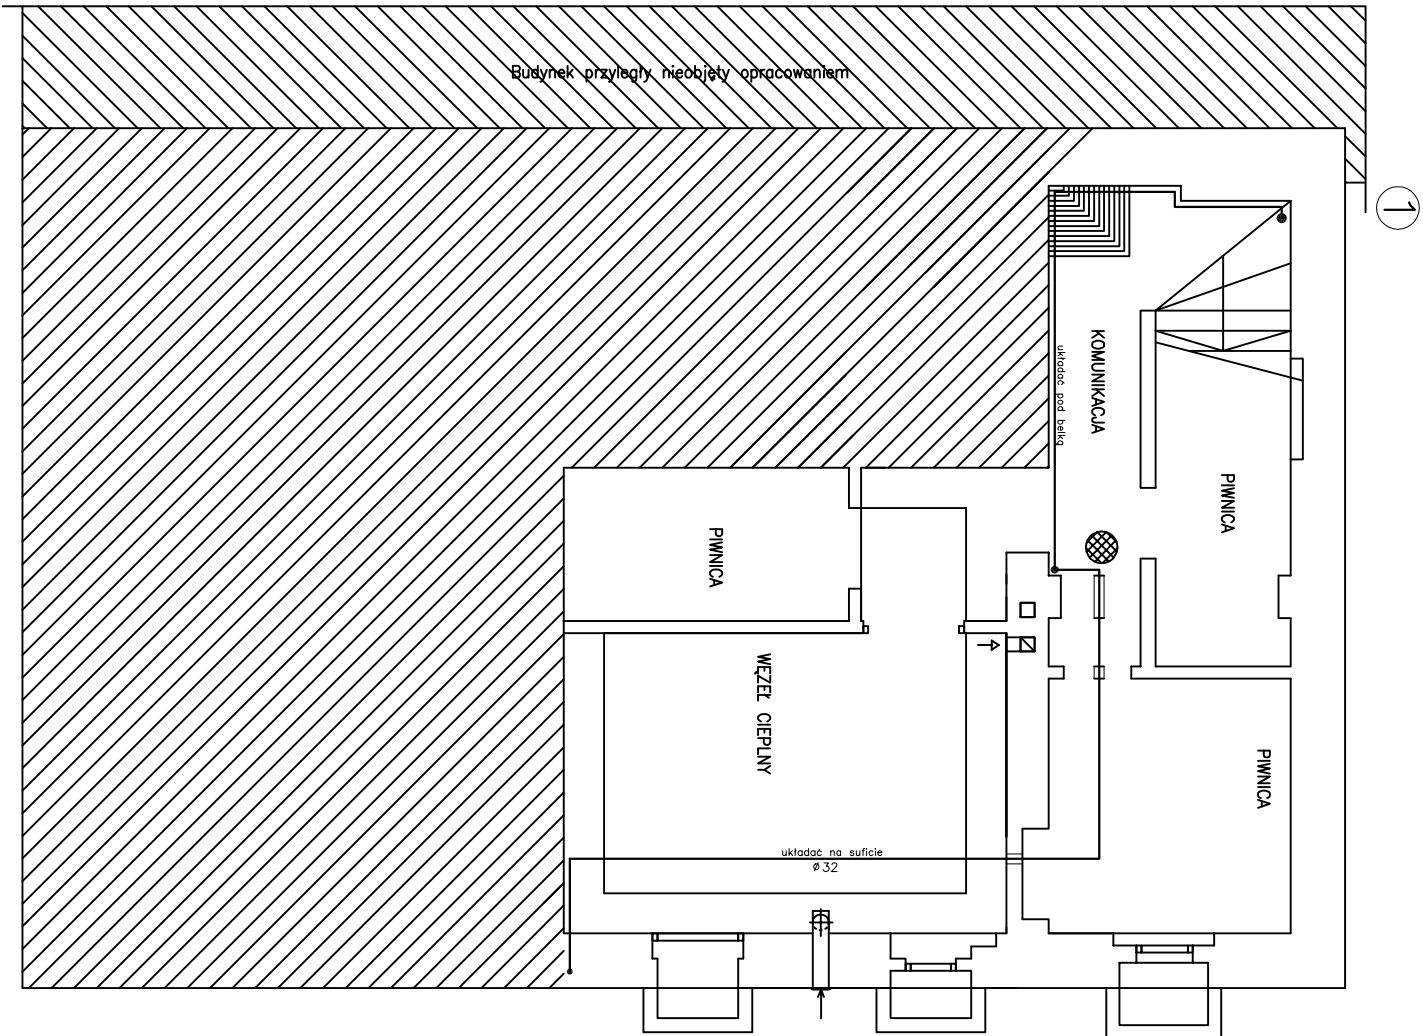 Budynek przyległy nieobjęty opracowaniem
1
KOMUNIKACJA
układać pod belką
PIWNICA
PIWNICA
WĘZEŁ CIEPLNY
PIWNICA
układać na suficie
ø32